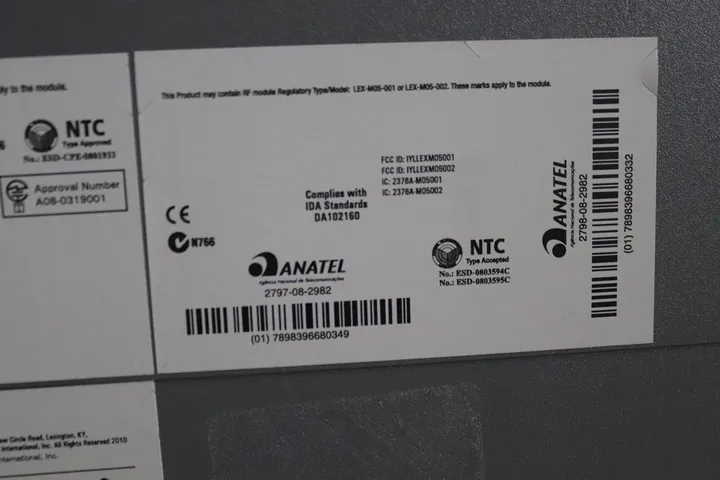 ly to the module.
NTC
Type Approved
No.: ESD-CPE-0801933
Approval Number
A08-0319001
This Product may contain RF module Regulatory Type/Model: LEX-M05-001 or LEX-M05-002. These marks apply to the module.
FCC ID: IYLLEXM05001
FCC ID: IYLLEXM05002
IC: 2376A-M05001
IC: 2376A-M05002
Complies with
IDA Standards
DA102160
CE
N766
ANATEL
Agência Nacional de Telecomunicações
2797-08-2982
(01) 7898396680349
NTC
Type Accepted
No.: ESD-0803594C
No.: ESD-0803595C
ANATEL
Agência Nacional de Telecomunicações
2798-08-2982
(01) 7898396680332
Circle Road, Lexington, KY,
International, Inc. All Rights Reserved 2010
International, Inc.